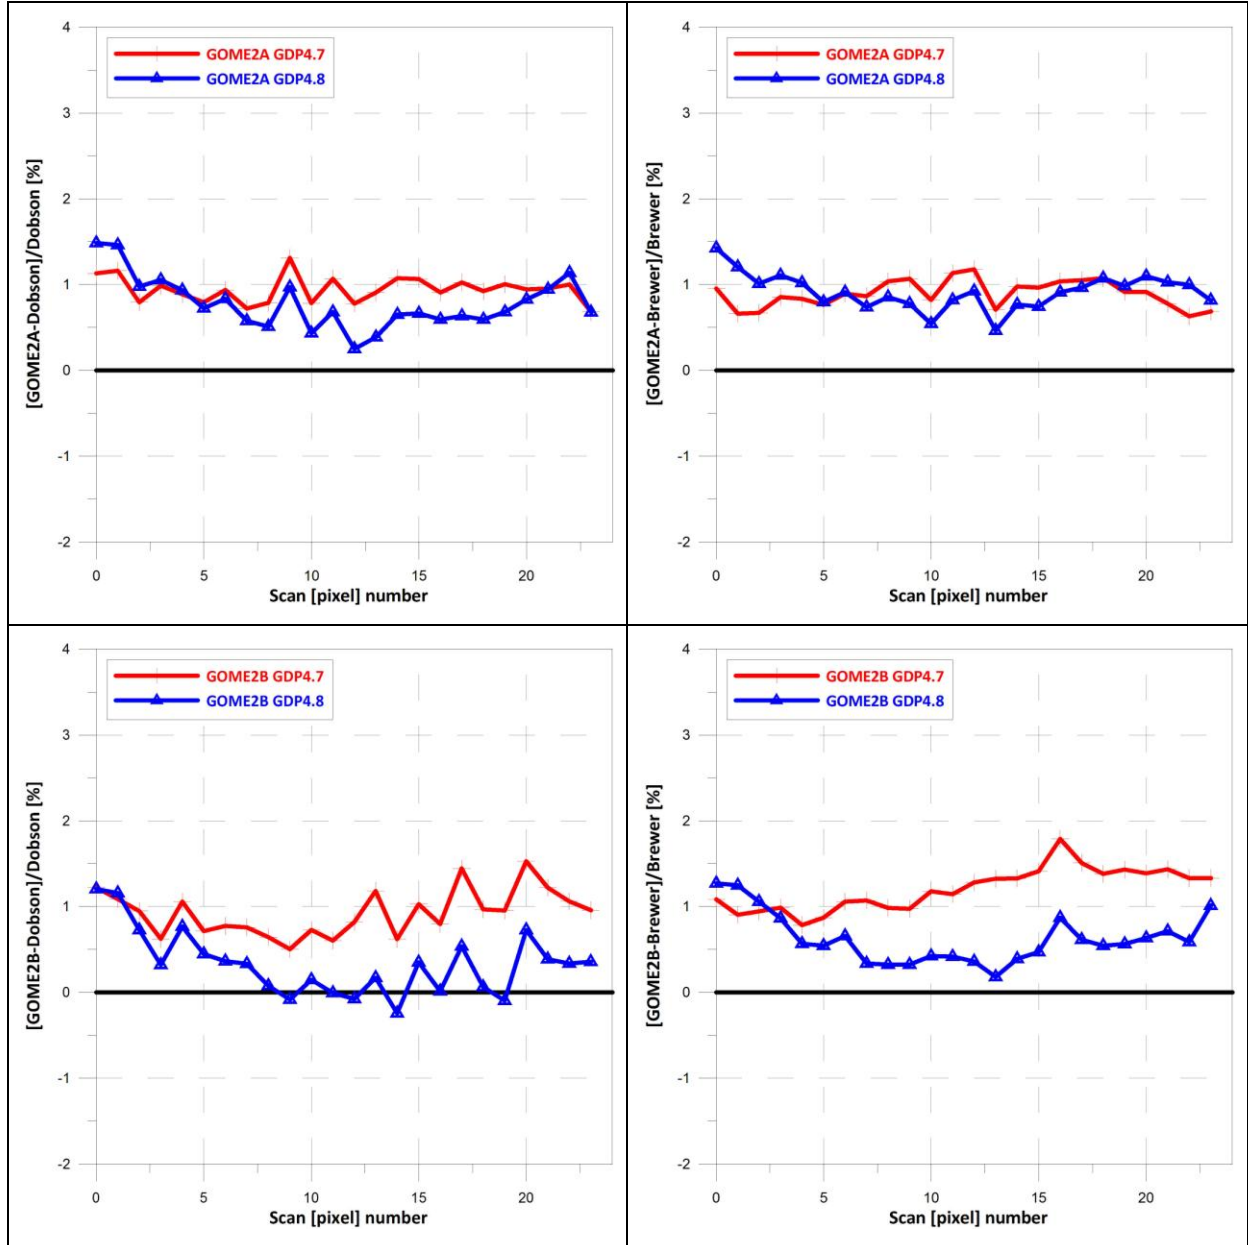 4
3
2
1
0
-1
-2
[GOME2A-Dobson]/Dobson [%]
GOME2A GDP4.7
GOME2A GDP4.8
0 5 10 15 20
Scan [pixel] number
4
3
2
1
0
-1
-2
[GOME2A-Brewer]/Brewer [%]
GOME2A GDP4.7
GOME2A GDP4.8
0 5 10 15 20
Scan [pixel] number
4
3
2
1
0
-1
-2
[GOME2B-Dobson]/Dobson [%]
GOME2B GDP4.7
GOME2B GDP4.8
0 5 10 15 20
Scan [pixel] number
4
3
2
1
0
-1
-2
[GOME2B-Brewer]/Brewer [%]
GOME2B GDP4.7
GOME2B GDP4.8
0 5 10 15 20
Scan [pixel] number